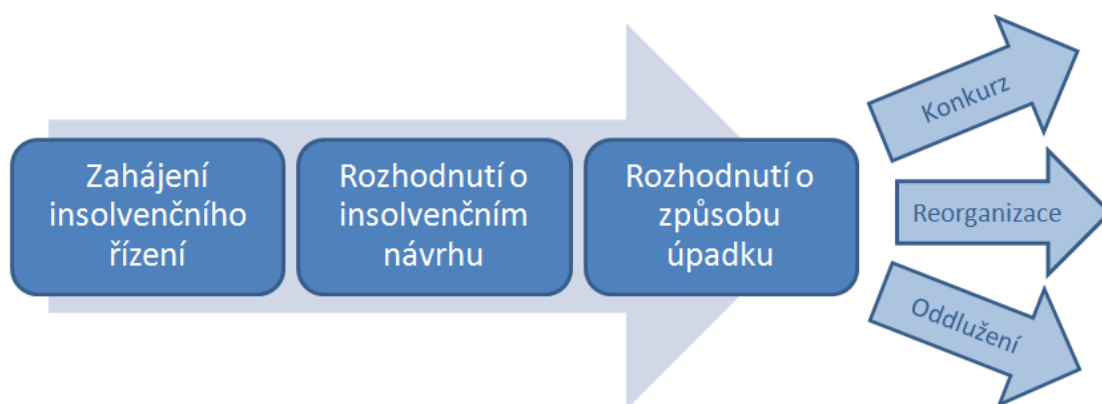 Zahájení
insolvenčního
řízení
Rozhodnutí o
insolvenčním
návrhu
Rozhodnutí o
způsobu
úpadku
Konkurz
Reorganizace
Oddlužení